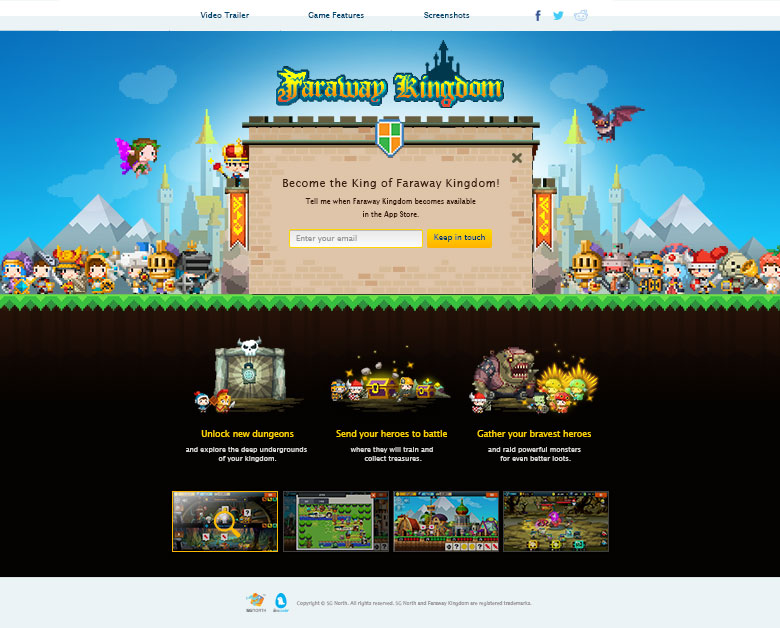 Video Trailer
Game Features
Screenshots
Faraway Kingdom
Become the King of Faraway Kingdom!
Tell me when Faraway Kingdom becomes available
in the App Store.
Enter your email
Keep in touch
Unlock new dungeons
Send your heroes to battle
Gather your bravest heroes
and explore the deep undergrounds
of your kingdom.
where they will train and
collect treasures.
and raid powerful monsters
for even better loots.
SGNORTH
Copyright © SG North. All rights reserved. SG North and Faraway Kingdom are registered trademarks.